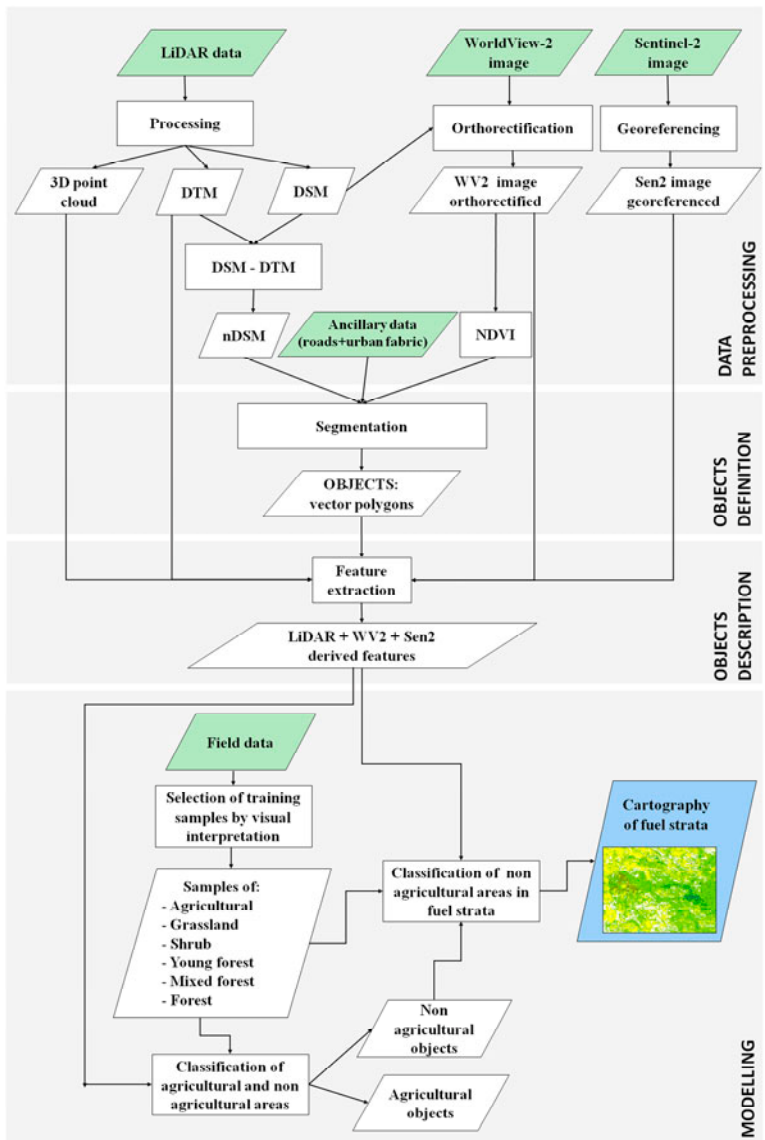 LiDAR data
WorldView-2
image
Sentinel-2
image
Processing
Orthorectification
Georeferencing
3D point
cloud
DTM
DSM
WV2 image
orthorectified
Sen2 image
georeferenced
DSM - DTM
nDSM
Ancillary data
(roads+urban fabric)
NDVI
DATA
PREPROCESSING
Segmentation
OBJECTS:
vector polygons
OBJECTS
DEFINITION
Feature
extraction
LiDAR + WV2 + Sen2
derived features
OBJECTS
DESCRIPTION
Field data
Selection of training
samples by visual
interpretation
Samples of:
- Agricultural
- Grassland
- Shrub
- Young forest
- Mixed forest
- Forest
Classification of non
agricultural areas in
fuel strata
Cartography
of fuel strata
Non
agricultural
objects
Classification of
agricultural and non
agricultural areas
Agricultural
objects
MODELLING